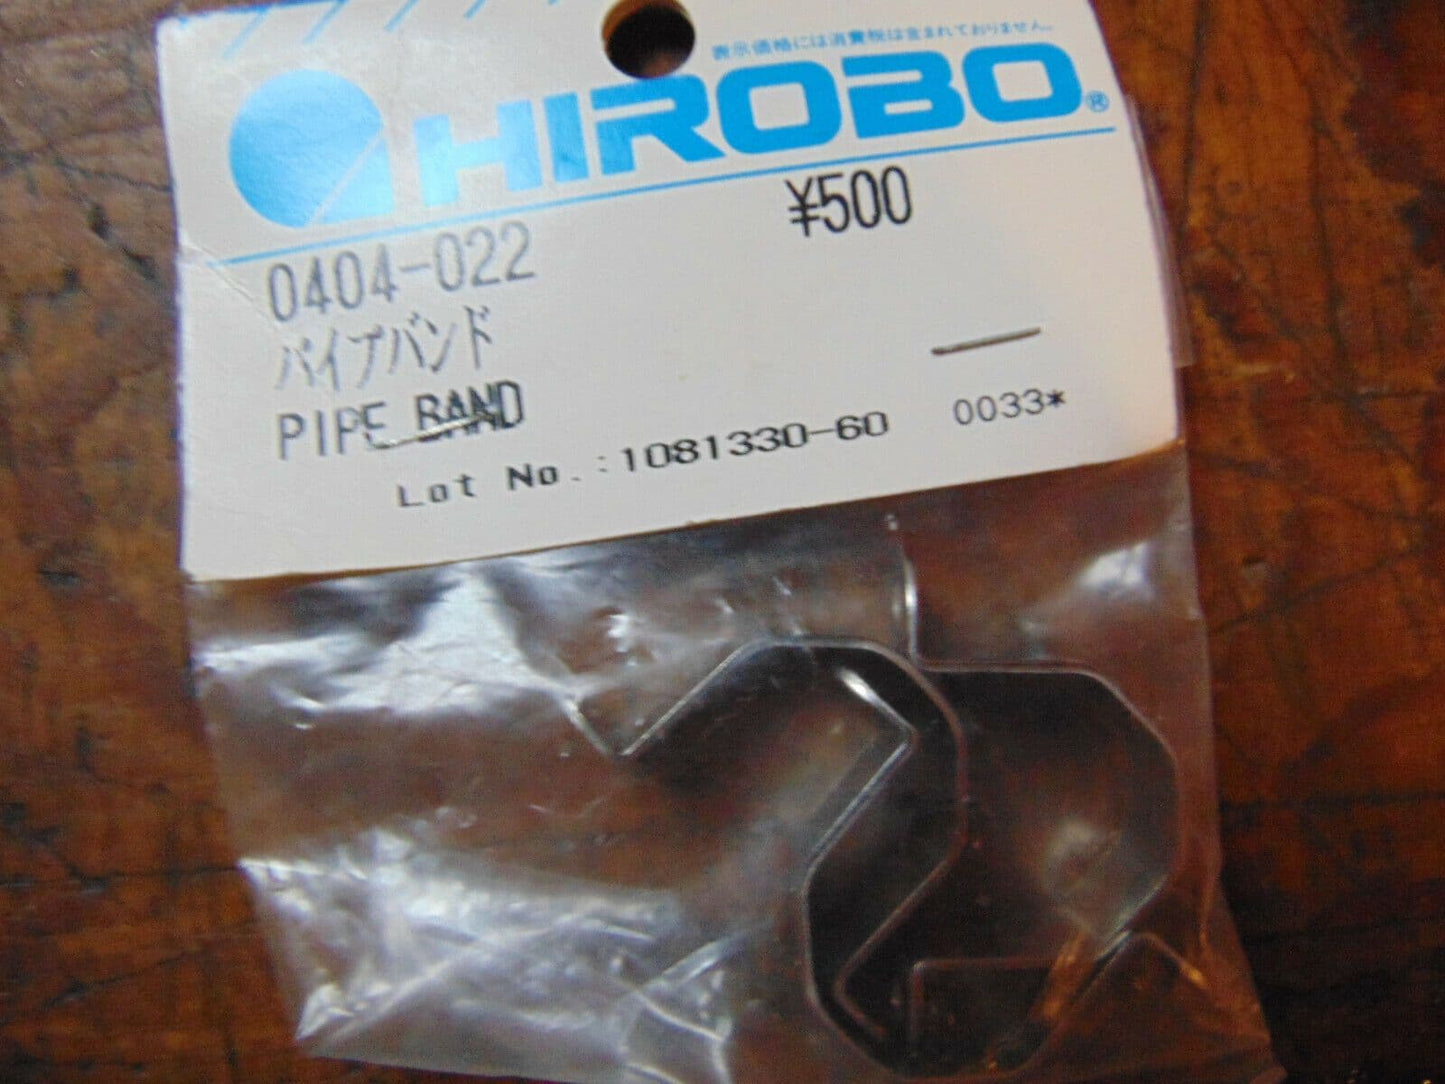 表示価格には消費税は含まれておりません。
HIROBO®
¥500
0404-022
パイプバンド
PIPE BAND
Lot No.:1081330-60 0033*